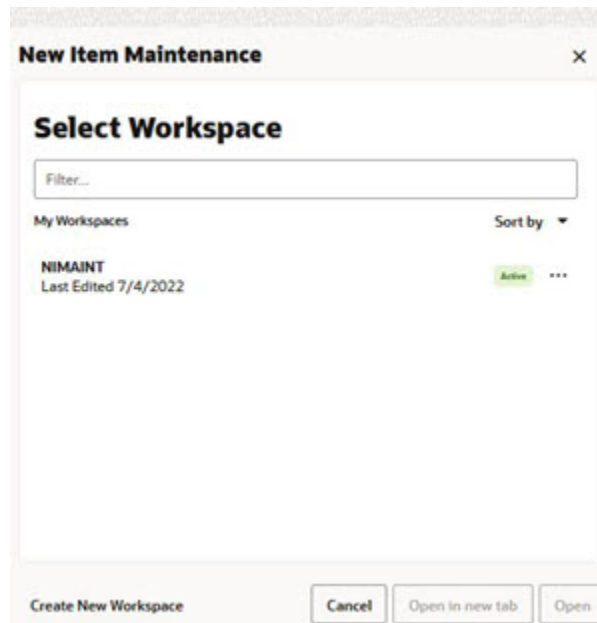 New Item Maintenance
Select Workspace
Filter...
My Workspaces
Sort by
NIMAINT
Active
Last Edited 7/4/2022
Create New Workspace
Cancel
Open in new tab
Open